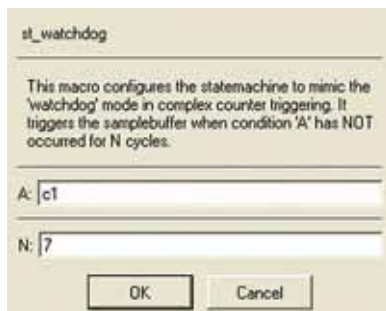 st_watchdog
This macro configures the statemachine to mimic the
'watchdog' mode in complex counter triggering. It
triggers the samplebuffer when condition 'A' has NOT
occurred for N cycles.
A: c1
N: 7
OK Cancel